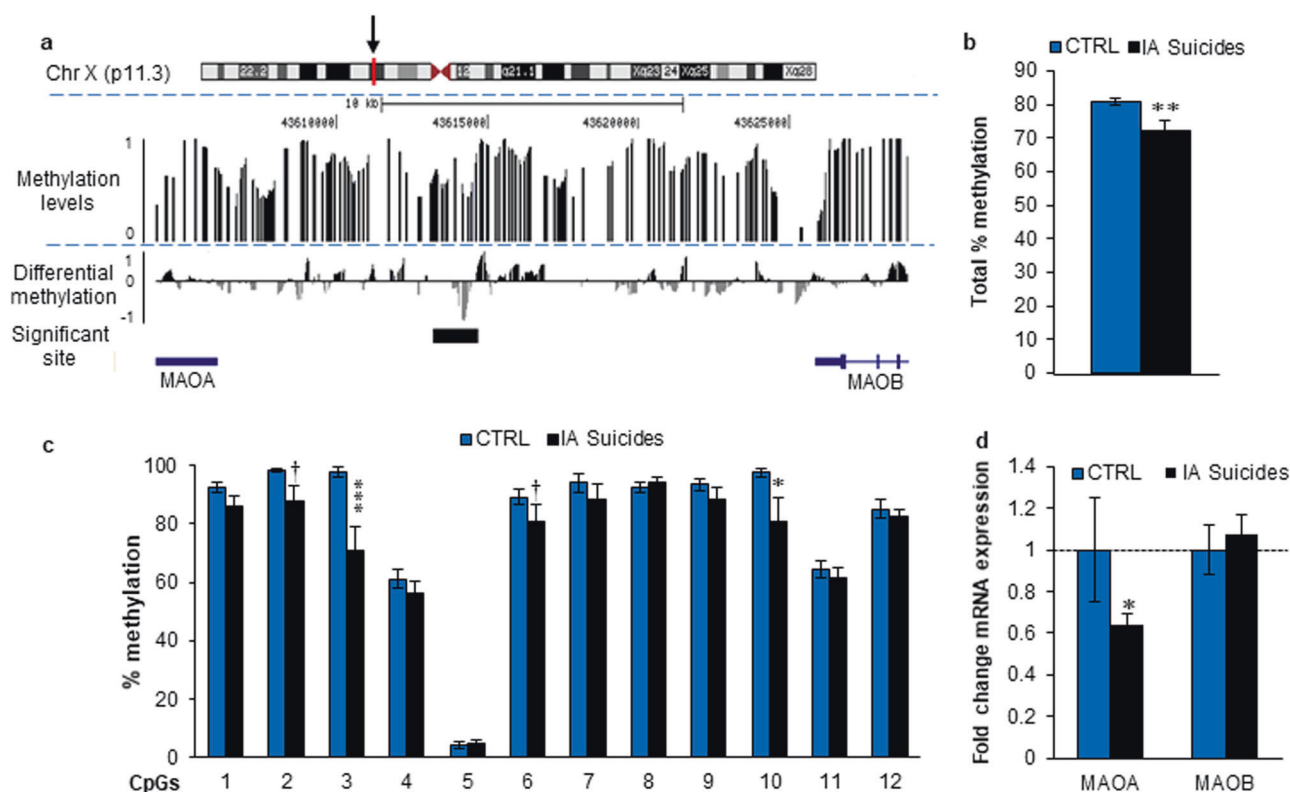 a
Chr X (p11.3)
22.2 12 q21.1 Xq23 24 Xq25 Xq28
10 kb
43610000 43615000 43620000 43625000
Methylation levels
1
0
Differential methylation
1
0
-1
Significant site
MAOA
MAOB
b
CTRL IA Suicides
Total % methylation
90
80
70
60
50
40
30
20
10
0
**
c
CTRL IA Suicides
% methylation
100
80
60
40
20
0
†
***
†
*
CpGs 1 2 3 4 5 6 7 8 9 10 11 12
d
CTRL IA Suicides
Fold change mRNA expression
1.4
1.2
1
0.8
0.6
0.4
0.2
0
*
MAOA MAOB